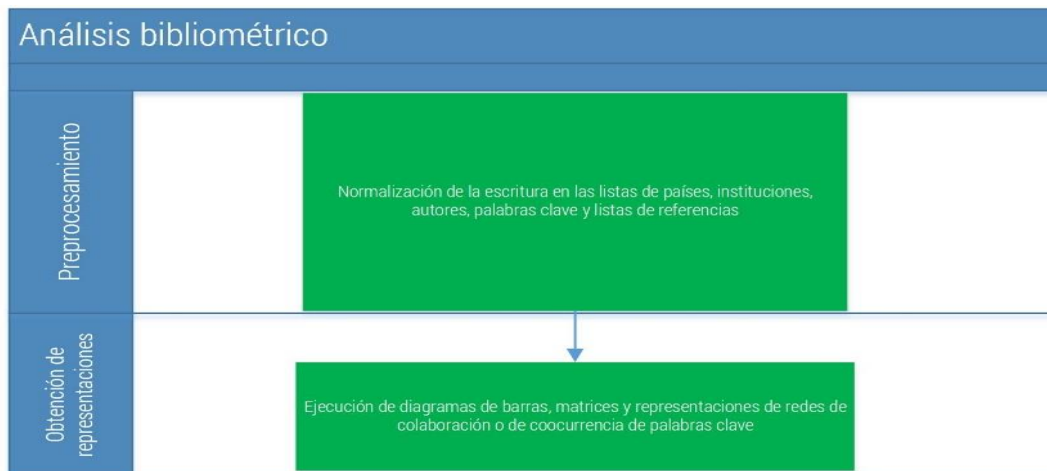 Análisis bibliométrico
Preprocesamiento
Normalización de la escritura en las listas de países, instituciones,
autores, palabras clave y listas de referencias
Obtención de
representaciones
Ejecución de diagramas de barras, matrices y representaciones de redes de
colaboración o de coocurrencia de palabras clave